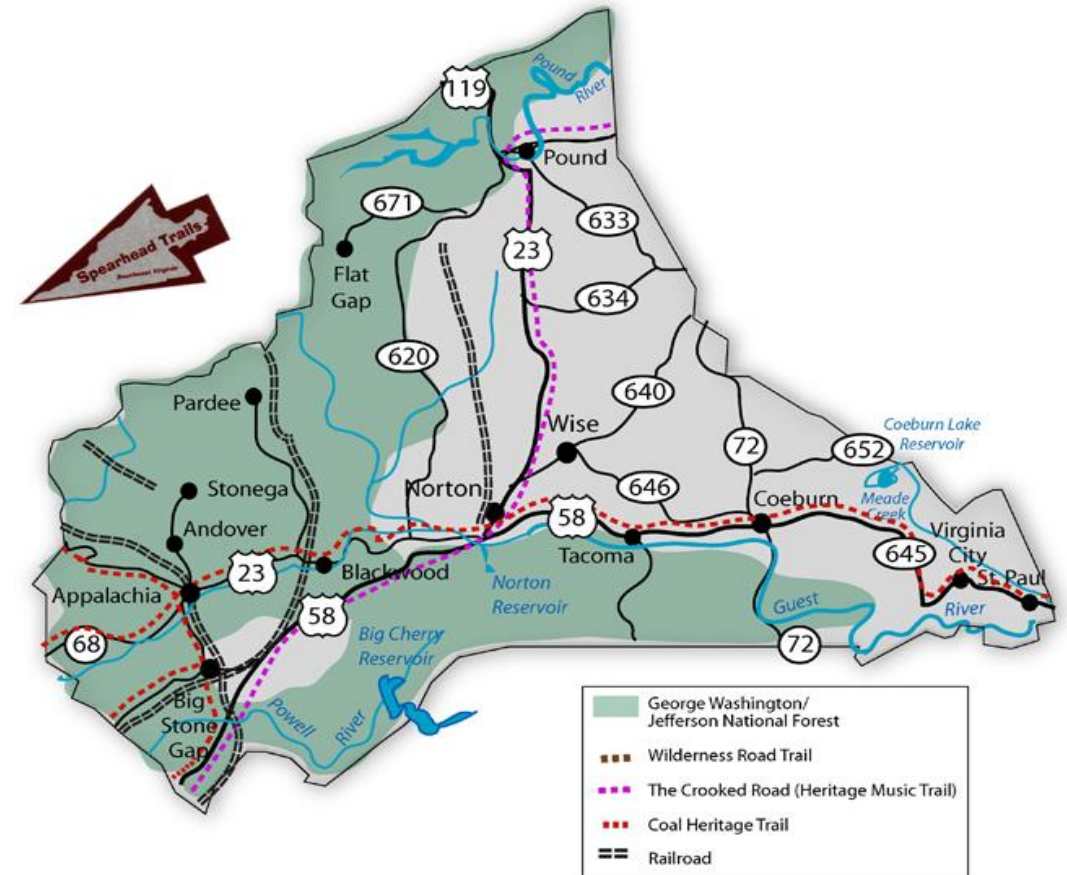 119
Pound
River
Pound
671
633
Spearhead Trails
Southwest Virginia
Flat
Gap
23
634
620
640
Pardee
Wise
72
652
Coeburn Lake
Reservoir
Stonega
Norton
646
Coeburn
Meade
Creek
Andover
58
Virginia
City
23
Blackwood
Tacoma
645
St. Paul
Appalachia
Norton
Reservoir
Guest
River
58
68
Big Cherry
Reservoir
72
Big
Stone
Gap
Powell
River
George Washington/
Jefferson National Forest
Wilderness Road Trail
The Crooked Road (Heritage Music Trail)
Coal Heritage Trail
Railroad